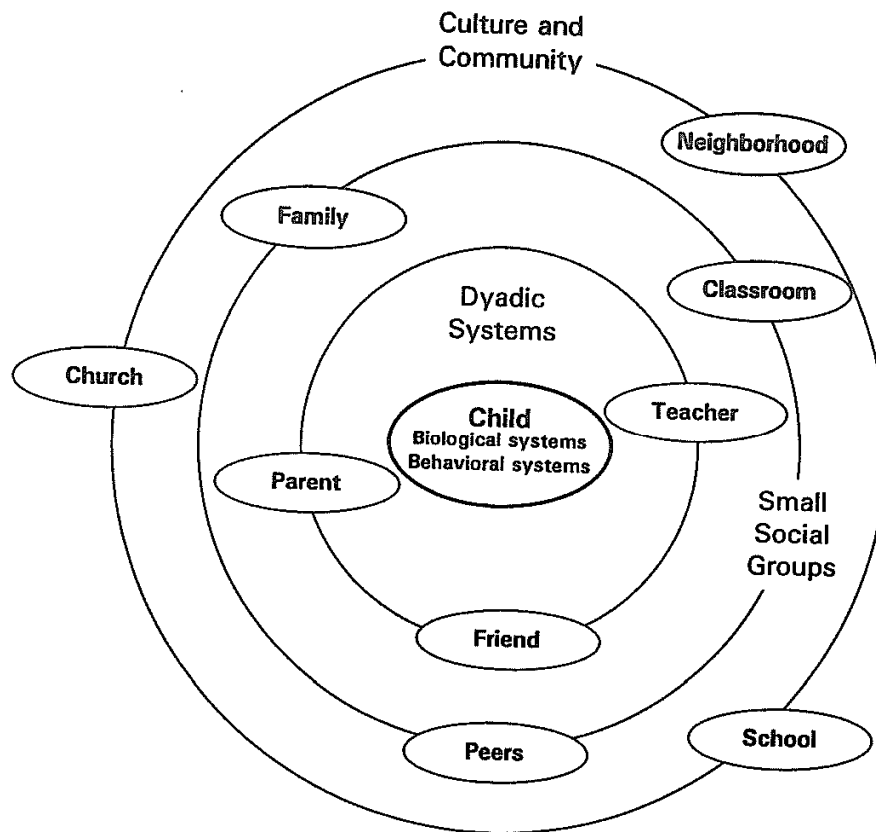 Culture and
Community
Neighborhood
Family
Classroom
Dyadic
Systems
Church
Child
Biological systems
Behavioral systems
Teacher
Parent
Small
Social
Groups
Friend
Peers
School